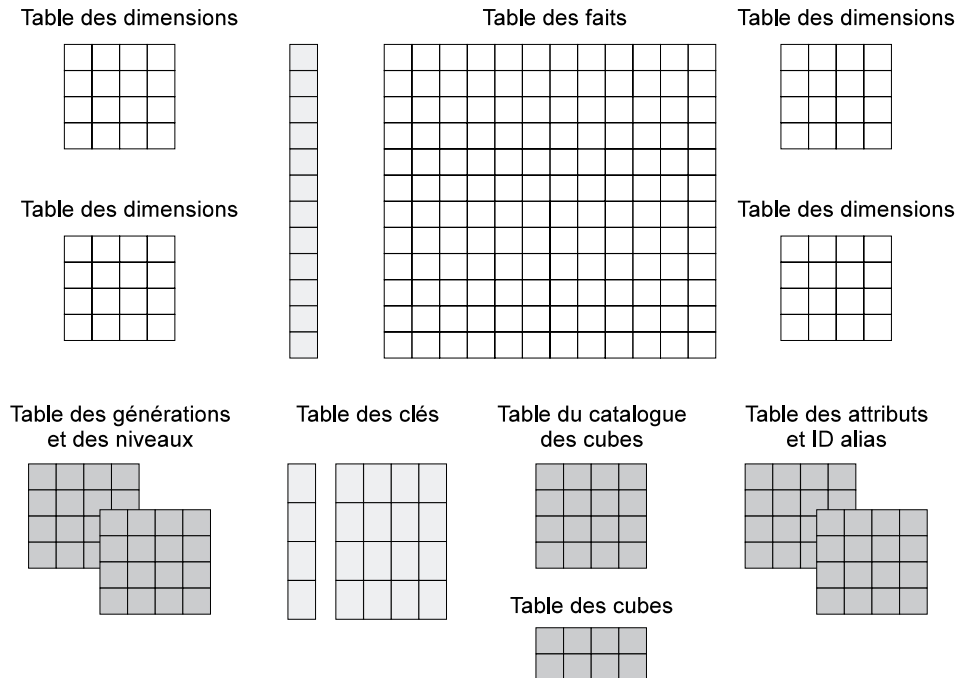 Table des dimensions
Table des faits
Table des dimensions
Table des dimensions
Table des dimensions
Table des générations
et des niveaux
Table des clés
Table du catalogue
des cubes
Table des attributs
et ID alias
Table des cubes